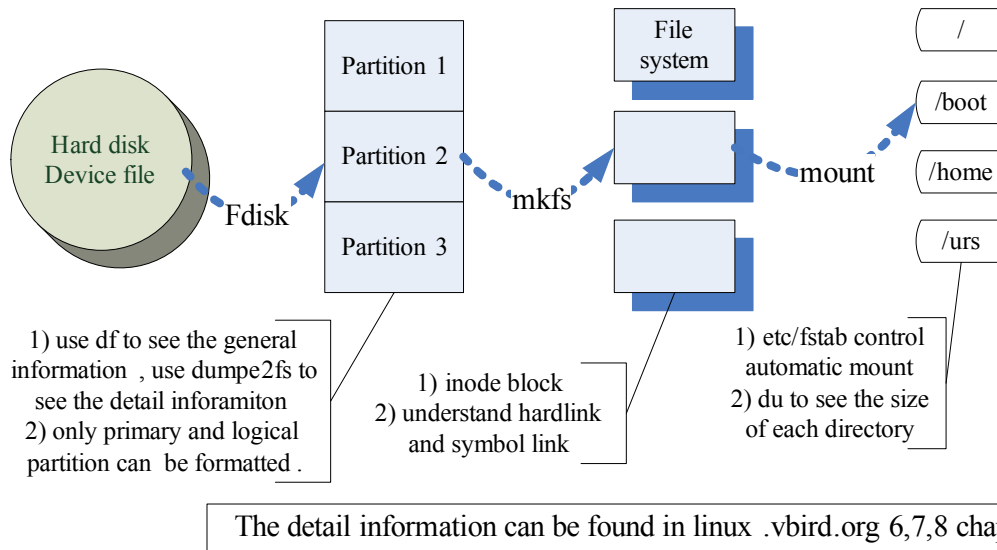 Hard disk
Device file
Fdisk
Partition 1
Partition 2
Partition 3
mkfs
File
system
mount
/
/boot
/home
/urs
1) use df to see the general
information , use dumpe2fs to
see the detail inforamiton
2) only primary and logical
partition can be formatted .
1) inode block
2) understand hardlink
and symbol link
1) etc/fstab control
automatic mount
2) du to see the size
of each directory
The detail information can be found in linux .vbird.org 6,7,8 chap